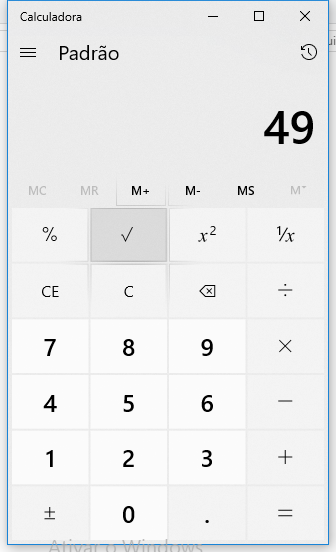 Calculadora
Padrão
49
MC MR M+ M- MS M˅
% √ x² ¹/x
CE C ÷
7 8 9 ×
4 5 6 −
1 2 3 +
± 0 . =
Ativar o Windows